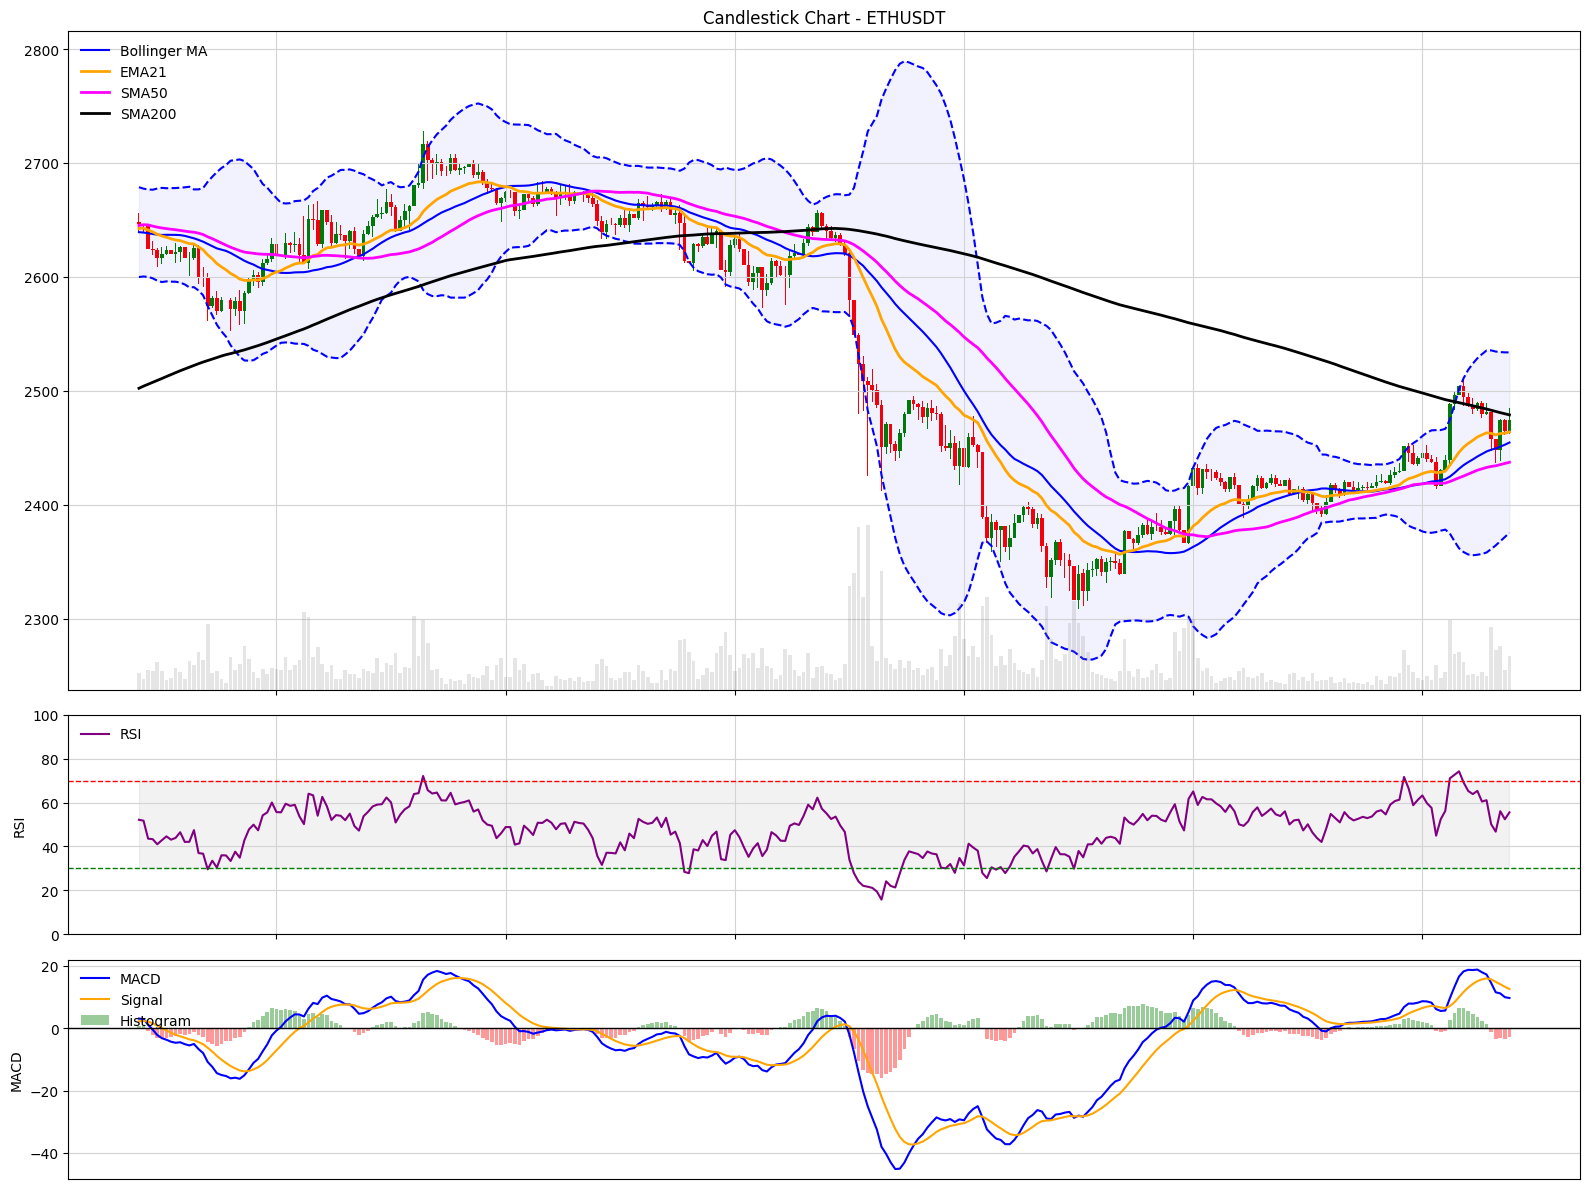 Candlestick Chart - ETHUSDT
2800
2700
2600
2500
2400
2300
Bollinger MA
EMA21
SMA50
SMA200
100
80
60
40
20
0
RSI
RSI
20
0
−20
−40
MACD
MACD
Signal
Histogram